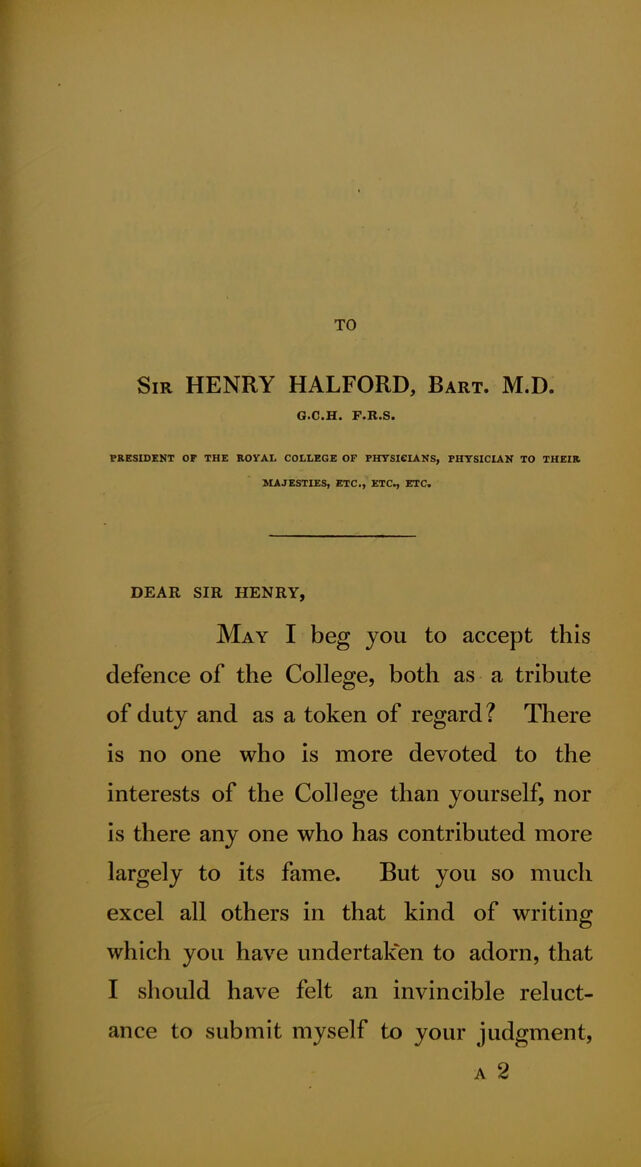 TO
SIR HENRY HALFORD, BART. M.D.
G.C.H. F.R.S.
PRESIDENT OF THE ROYAL COLLEGE OF PHYSICIANS, PHYSICIAN TO THEIR
MAJESTIES, ETC., ETC., ETC.
DEAR SIR HENRY,
MAY I beg you to accept this
defence of the College, both as a tribute
of duty and as a token of regard? There
is no one who is more devoted to the
interests of the College than yourself, nor
is there any one who has contributed more
largely to its fame. But you so much
excel all others in that kind of writing
which you have undertaken to adorn, that
I should have felt an invincible reluct-
ance to submit myself to your judgment,
A 2